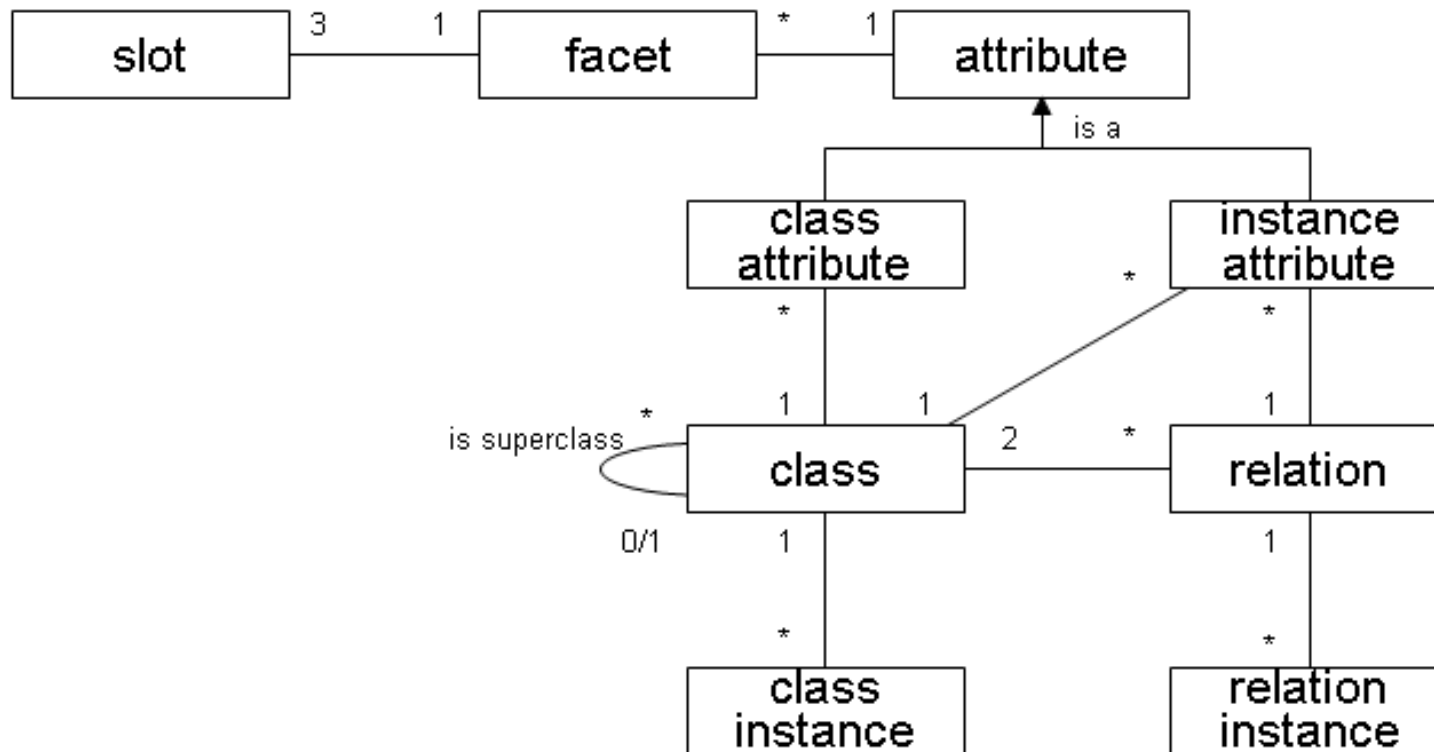 3 1 * 1
slot facet attribute
is a
class instance
attribute attribute
*
* *
1 1 1
*
is superclass 2 *
class relation
0/1 1 1
* *
class relation
instance instance